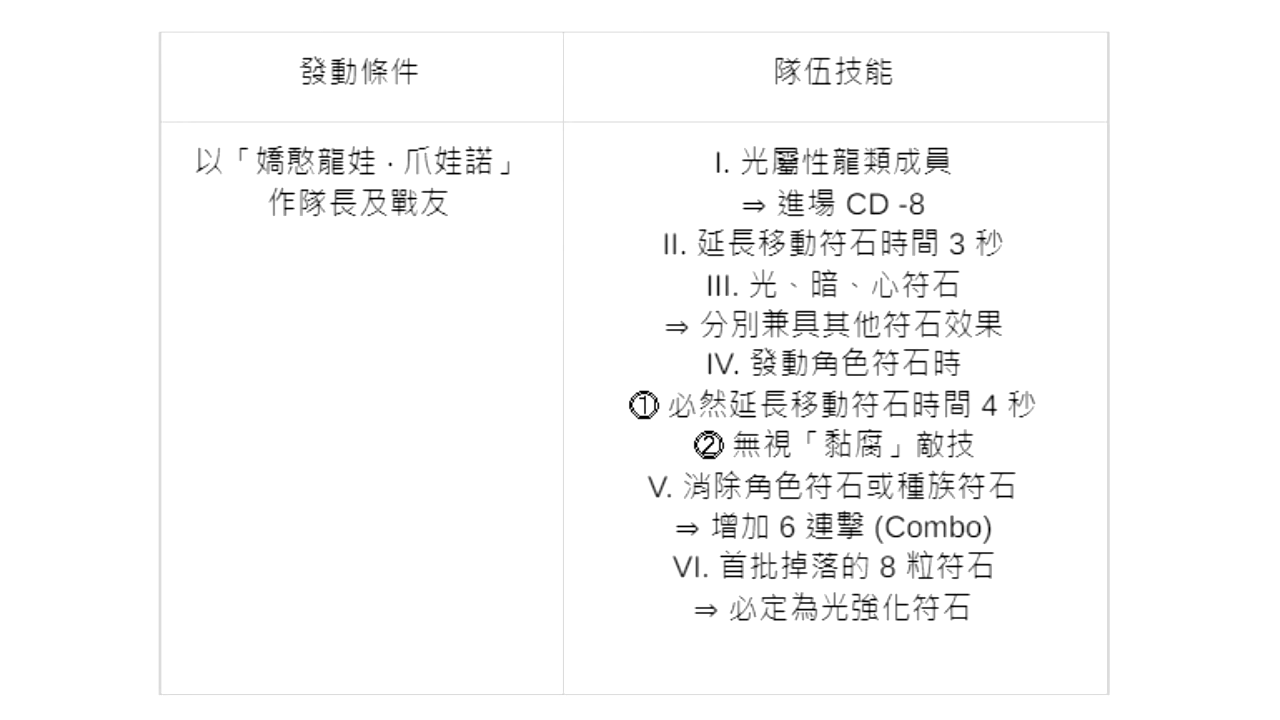 發動條件
隊伍技能
以「嬌憨龍娃 · 爪娃諾」
作隊長及戰友
I. 光屬性龍類成員
⇒ 進場 CD -8
II. 延長移動符石時間 3 秒
III. 光、暗、心符石
⇒ 分別兼具其他符石效果
IV. 發動角色符石時
① 必然延長移動符石時間 4 秒
② 無視「黏腐」敵技
V. 消除角色符石或種族符石
⇒ 增加 6 連擊 (Combo)
VI. 首批掉落的 8 粒符石
⇒ 必定為光強化符石